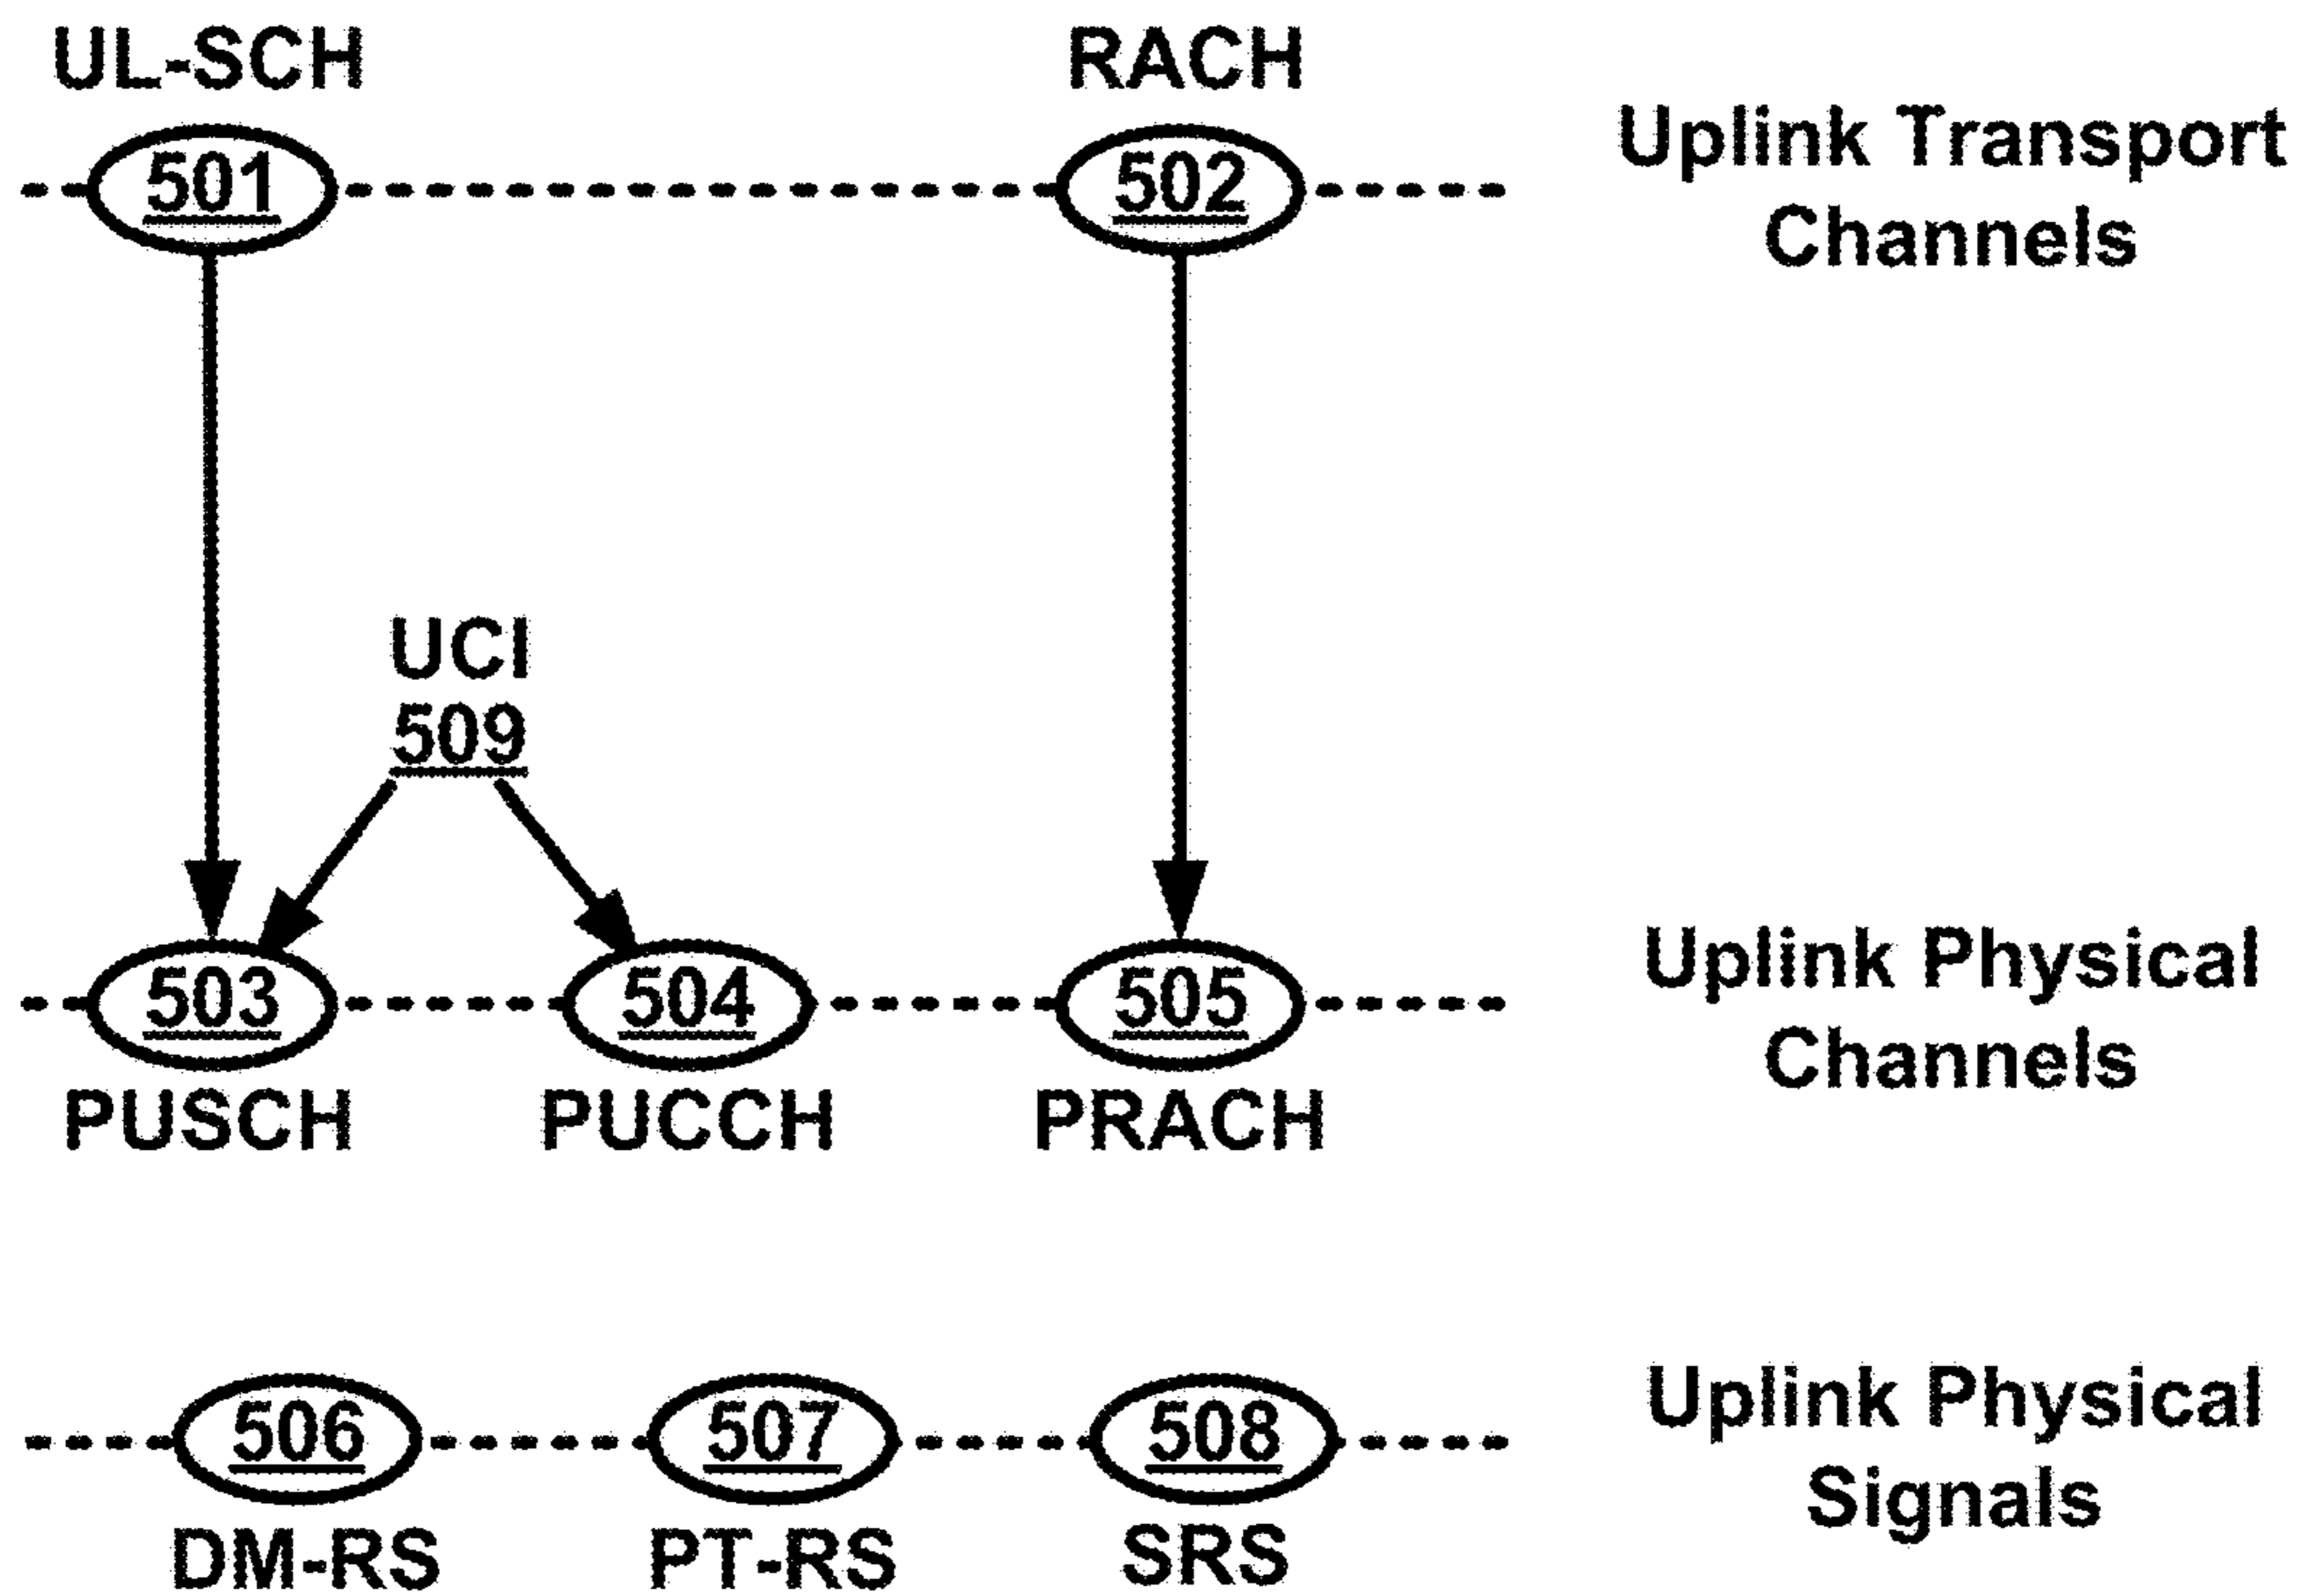 UL-SCH
RACH
501
502
Uplink Transport
Channels
UCI
509
503
504
505
Uplink Physical
Channels
PUSCH
PUCCH
PRACH
506
507
508
Uplink Physical
Signals
DM-RS
PT-RS
SRS